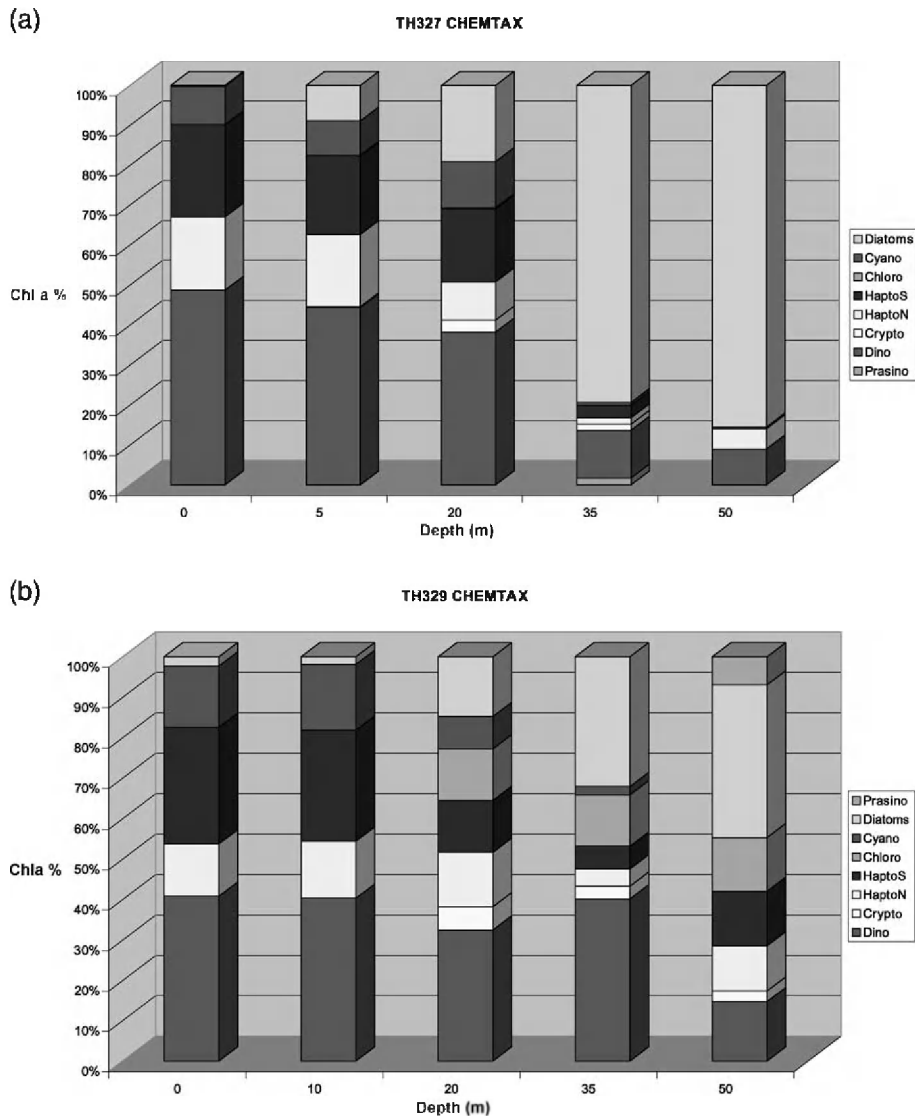 (a)
TH327 CHEMTAX
100%
90%
80%
70%
60%
50%
40%
30%
20%
10%
0%
Chl a %
0 5 20 35 50
Depth (m)
Diatoms
Cyano
Chloro
HaptoS
HaptoN
Crypto
Dino
Prasino
(b)
TH329 CHEMTAX
100%
90%
80%
70%
60%
50%
40%
30%
20%
10%
0%
Chla %
0 10 20 35 50
Depth (m)
Prasino
Diatoms
Cyano
Chloro
HaptoS
HaptoN
Crypto
Dino